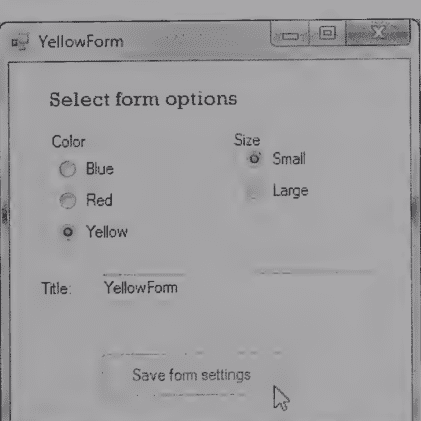 YellowForm
Select form options
Color
Blue
Red
Yellow
Size
Small
Large
Title: YellowForm
Save form settings